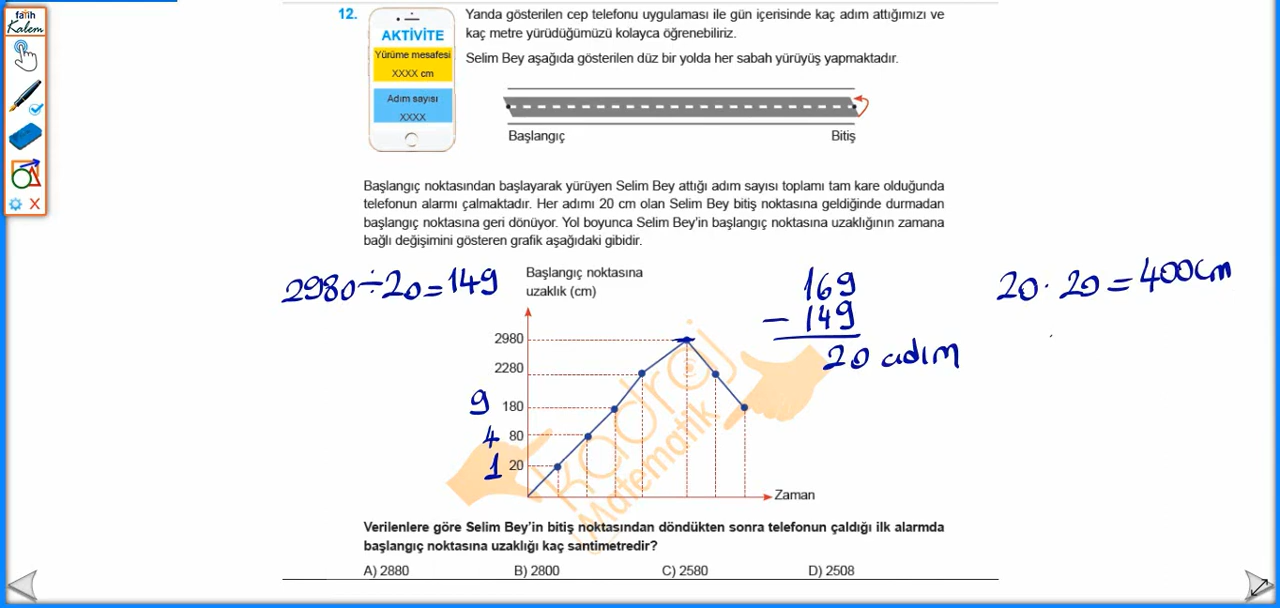 fatih
Kalem
12.
AKTİVİTE
Yürüme mesafesi
XXXX cm
Adım sayısı
XXXX
Yanda gösterilen cep telefonu uygulaması ile gün içerisinde kaç adım attığımızı ve
kaç metre yürüdüğümüzü kolayca öğrenebiliriz.
Selim Bey aşağıda gösterilen düz bir yolda her sabah yürüyüş yapmaktadır.
Başlangıç
Bitiş
Başlangıç noktasından başlayarak yürüyen Selim Bey attığı adım sayısı toplamı tam kare olduğunda
telefonun alarmı çalmaktadır. Her adımı 20 cm olan Selim Bey bitiş noktasına geldiğinde durmadan
başlangıç noktasına geri dönüyor. Yol boyunca Selim Bey'in başlangıç noktasına uzaklığının zamana
bağlı değişimini gösteren grafik aşağıdaki gibidir.
2980÷20=149
Başlangıç noktasına
uzaklık (cm)
169
- 149
20 adım
20 . 20 = 400cm
2980
2280
9 180
4 80
1 20
Zaman
Kadraj
Matematik
Verilenlere göre Selim Bey'in bitiş noktasından döndükten sonra telefonun çaldığı ilk alarmda
başlangıç noktasına uzaklığı kaç santimetredir?
A) 2880
B) 2800
C) 2580
D) 2508